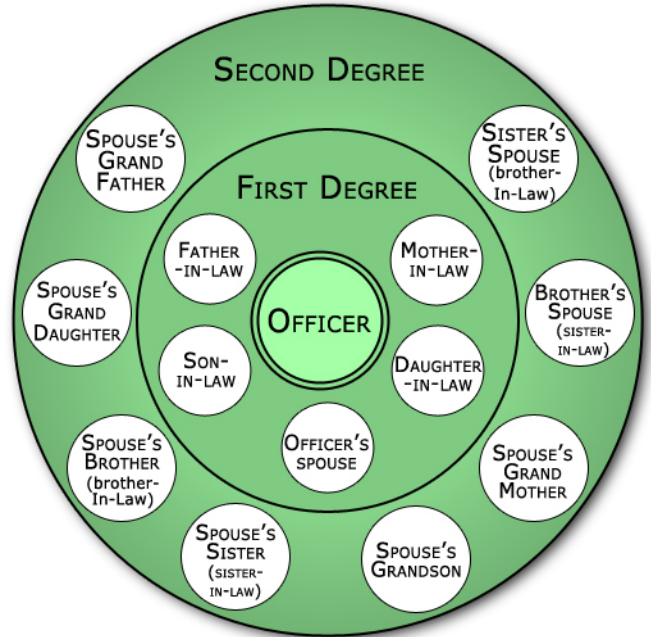 SECOND DEGREE
SPOUSE'S
GRAND
FATHER
SISTER'S
SPOUSE
(brother-
In-Law)
FIRST DEGREE
FATHER
-IN-LAW
MOTHER-
IN-LAW
OFFICER
SPOUSE'S
GRAND
DAUGHTER
BROTHER'S
SPOUSE
(SISTER-
IN-LAW)
SON-
IN-LAW
DAUGHTER
-IN-LAW
OFFICER'S
SPOUSE
SPOUSE'S
BROTHER
(brother-
In-Law)
SPOUSE'S
GRAND
MOTHER
SPOUSE'S
SISTER
(SISTER-
IN-LAW)
SPOUSE'S
GRANDSON